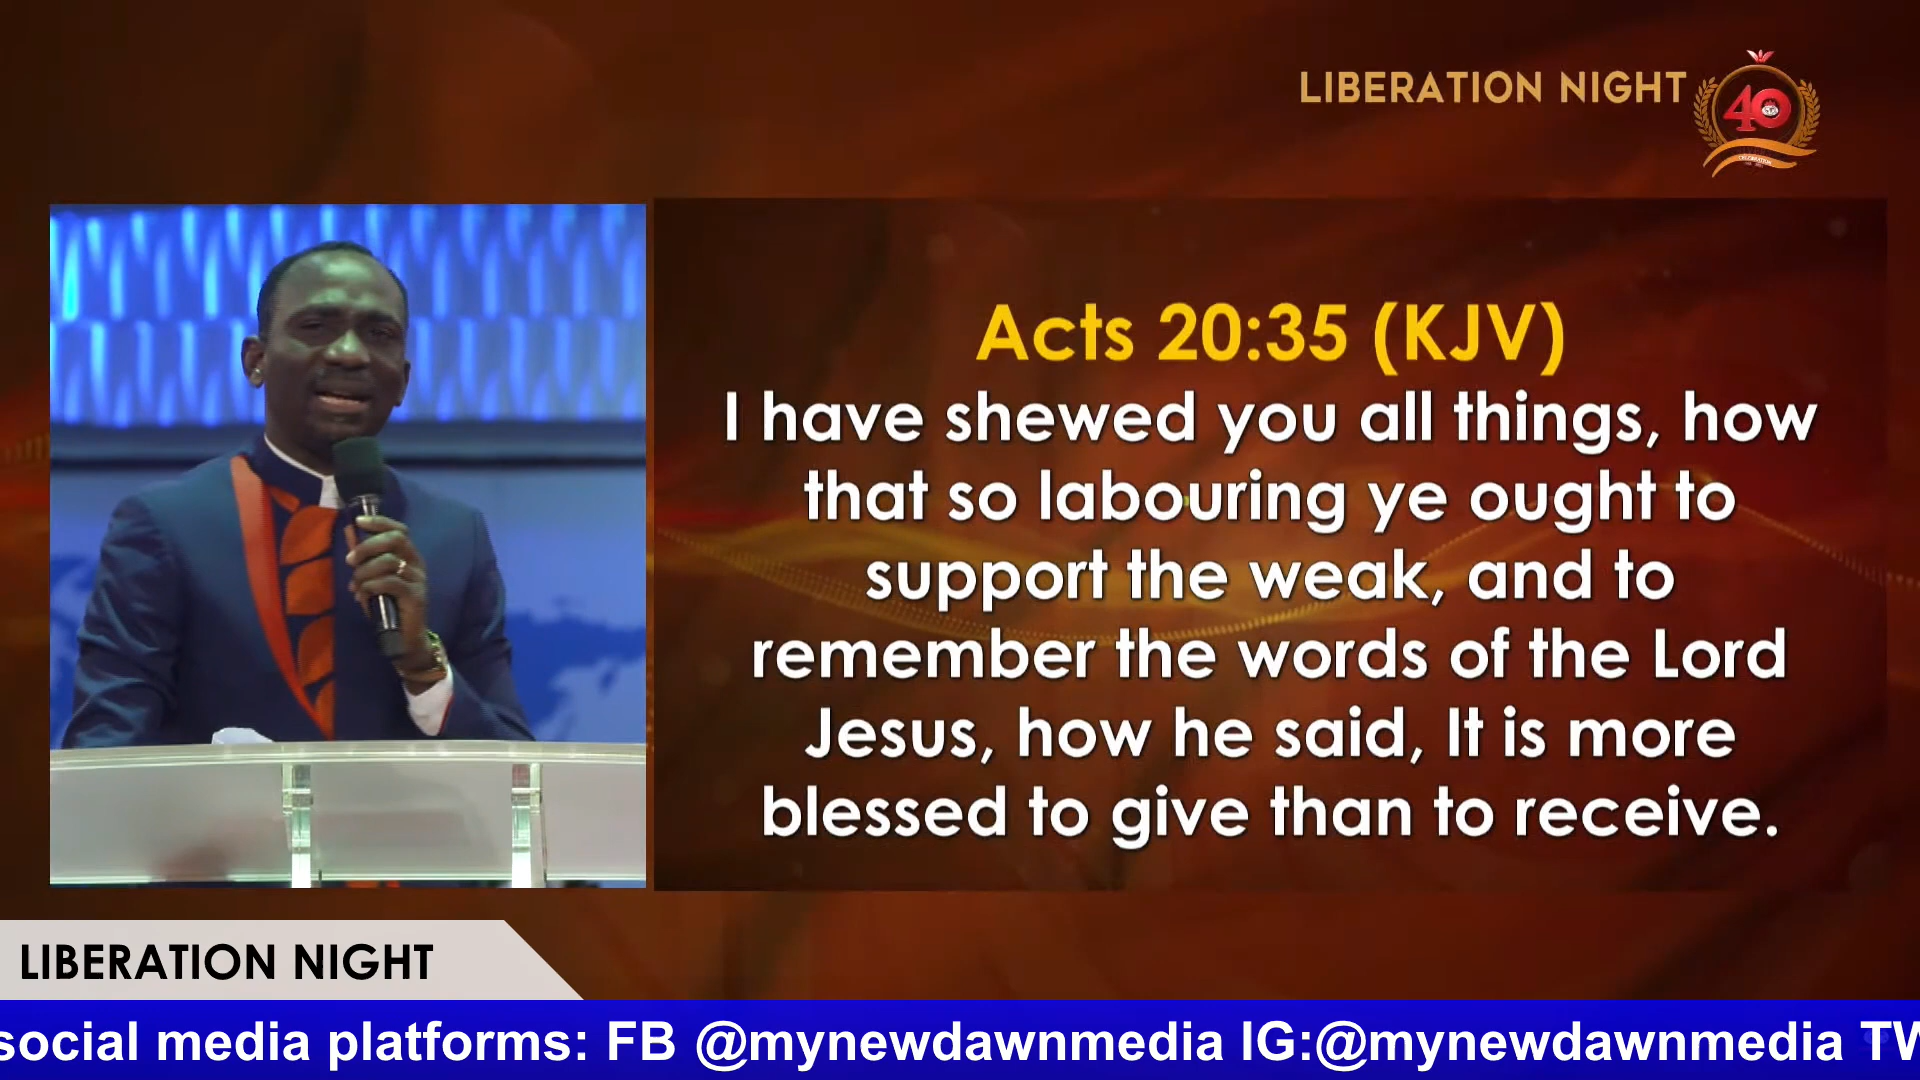 LIBERATION NIGHT
40
CELEBRATION
Acts 20:35 (KJV)
I have shewed you all things, how
that so labouring ye ought to
support the weak, and to
remember the words of the Lord
Jesus, how he said, It is more
blessed to give than to receive.
LIBERATION NIGHT
social media platforms: FB @mynewdawnmedia IG:@mynewdawnmedia TW